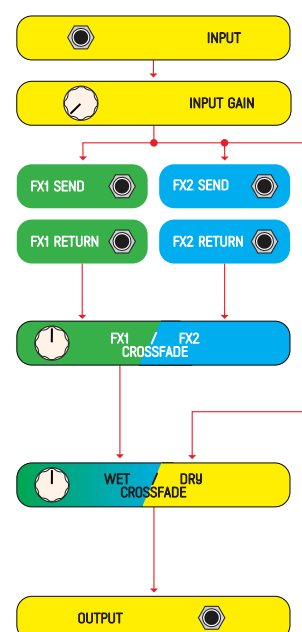 INPUT
INPUT GAIN
FX1 SEND
FX2 SEND
FX1 RETURN
FX2 RETURN
FX1 / FX2
CROSSFADE
WET / DRY
CROSSFADE
OUTPUT